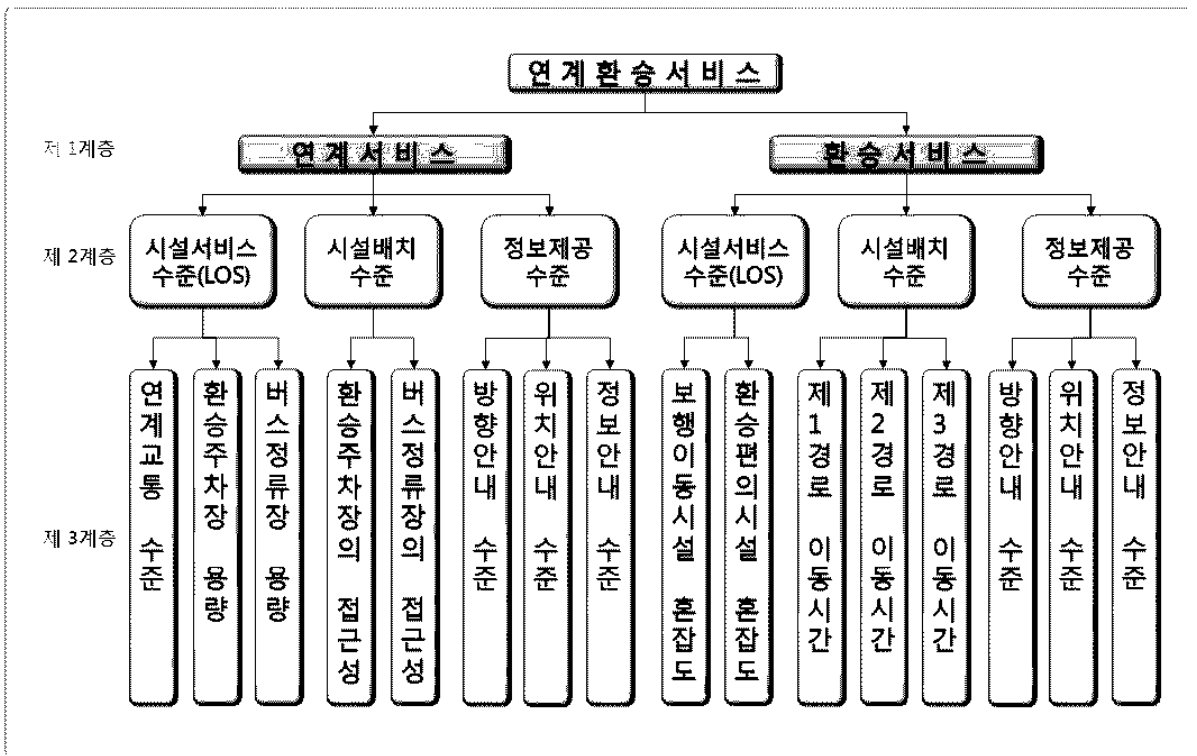 연계환승서비스
제 1계층
연계서비스
환승서비스
제 2계층
시설서비스
수준(LOS)
시설배치
수준
정보제공
수준
시설서비스
수준(LOS)
시설배치
수준
정보제공
수준
제 3계층
연계교통 수준
환승주차장 용량
버스정류장 용량
환승주차장의 접근성
버스정류장의 접근성
방향안내 수준
위치안내 수준
정보안내 수준
보행이동시설 혼잡도
환승편의시설 혼잡도
제1경로 이동시간
제2경로 이동시간
제3경로 이동시간
방향안내 수준
위치안내 수준
정보안내 수준